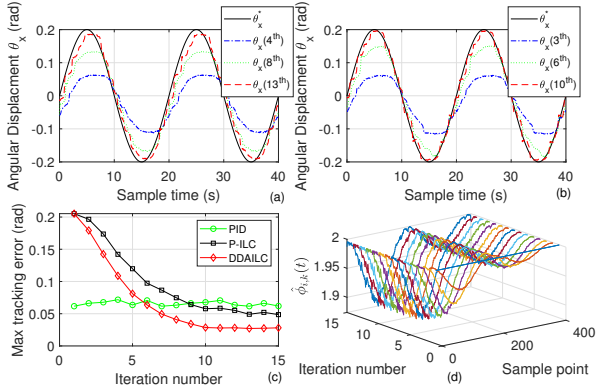 Angular Displacment θx (rad)
0.2
0.1
0
-0.1
-0.2
0 10 20 30 40
Sample time (s)
(a)
θx*
θx(4th)
θx(8th)
θx(13th)
Angular Displacment θx (rad)
0.2
0.1
0
-0.1
-0.2
0 10 20 30 40
Sample time (s)
(b)
θx*
θx(3th)
θx(6th)
θx(10th)
Max tracking error (rad)
0.2
0.15
0.1
0.05
0
0 5 10 15
Iteration number
(c)
PID
P-ILC
DDAILC
ϕ̂i,k(t)
2
1.95
1.9
15 10 5 0
Iteration number
(d)
0 200 400
Sample point